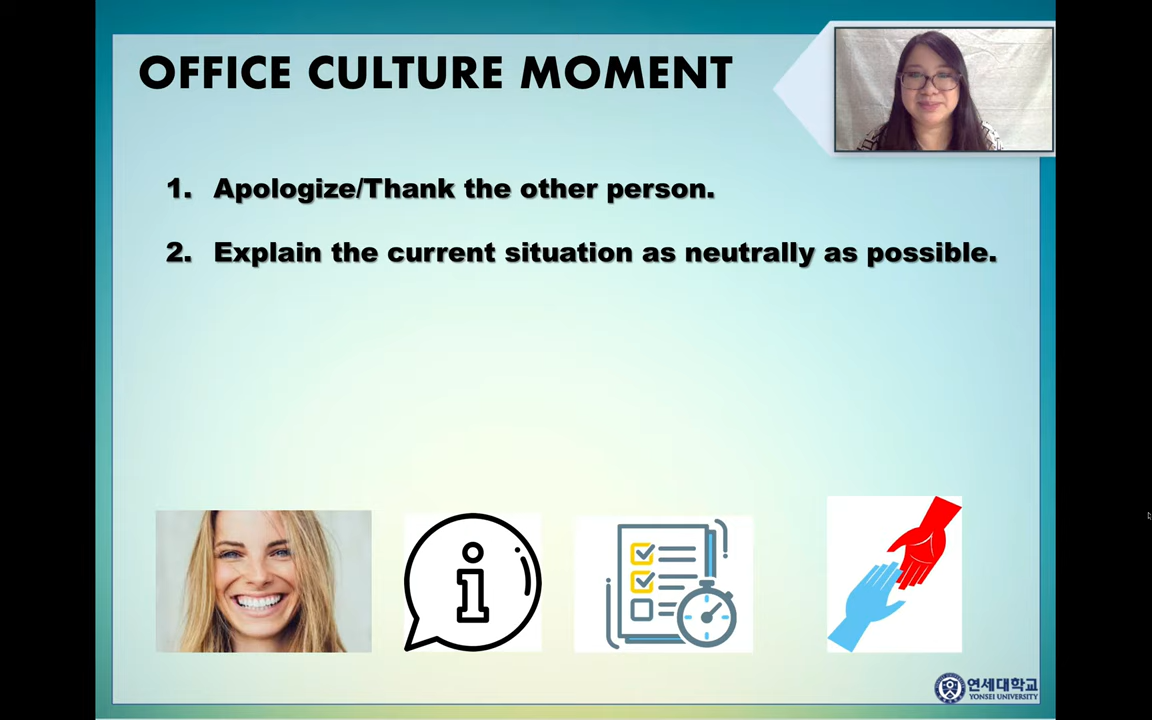 OFFICE CULTURE MOMENT
1. Apologize/Thank the other person.
2. Explain the current situation as neutrally as possible.
i
연세대학교
YONSEI UNIVERSITY